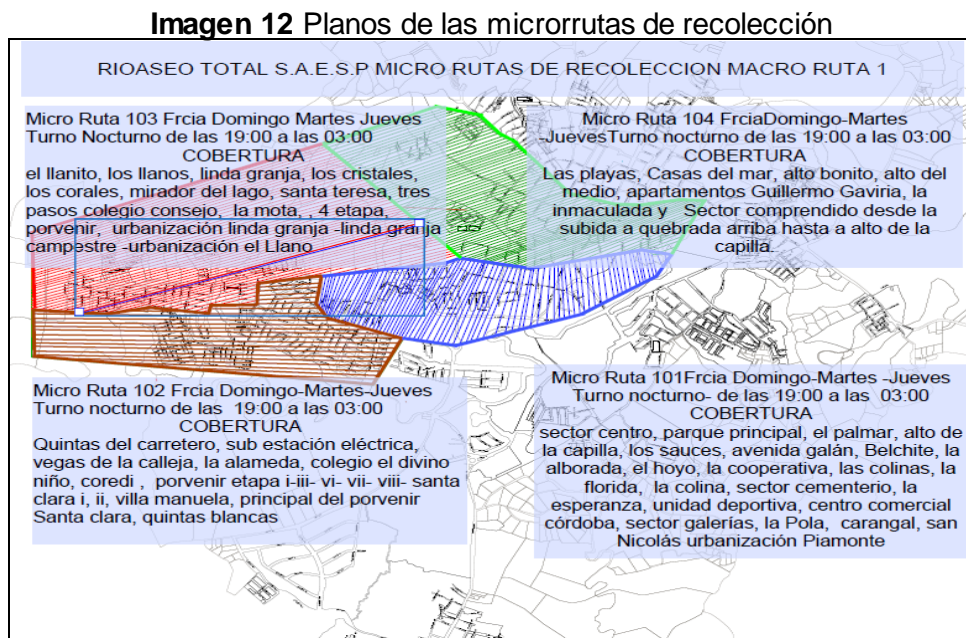 Imagen 12 Planos de las microrrutas de recolección
RIOASEO TOTAL S.A.E.S.P MICRO RUTAS DE RECOLECCION MACRO RUTA 1
Micro Ruta 103 Frcia Domingo Martes Jueves
Turno Nocturno de las 19:00 a las 03:00
COBERTURA
el llanito, los llanos, linda granja, los cristales,
los corales, mirador del lago, santa teresa, tres
pasos colegio consejo, la mota, , 4 etapa,
porvenir, urbanización linda granja -linda granja
campestre -urbanización el Llano.
Micro Ruta 104 FrciaDomingo-Martes
-JuevesTurno nocturno de las 19:00 a las 03:00
COBERTURA
Las playas, Casas del mar, alto bonito, alto del
medio, apartamentos Guillermo Gaviria, la
inmaculada y Sector comprendido desde la
subida a quebrada arriba hasta a alto de la
capilla.
Micro Ruta 102 Frcia Domingo-Martes-Jueves
Turno nocturno de las 19:00 a las 03:00
COBERTURA
Quintas del carretero, sub estación eléctrica,
vegas de la calleja, la alameda, colegio el divino
niño, coredi , porvenir etapa i-iii- vi- vii- viii- santa
clara i, ii, villa manuela, principal del porvenir
Santa clara, quintas blancas
Micro Ruta 101Frcia Domingo-Martes -Jueves
Turno nocturno- de las 19:00 a las 03:00
COBERTURA
sector centro, parque principal, el palmar, alto de
la capilla, los sauces, avenida galán, Belchite, la
alborada, el hoyo, la cooperativa, las colinas, la
florida, la colina, sector cementerio, la
esperanza, unidad deportiva, centro comercial
córdoba, sector galerías, la Pola, carangal, san
Nicolás urbanización Piamonte